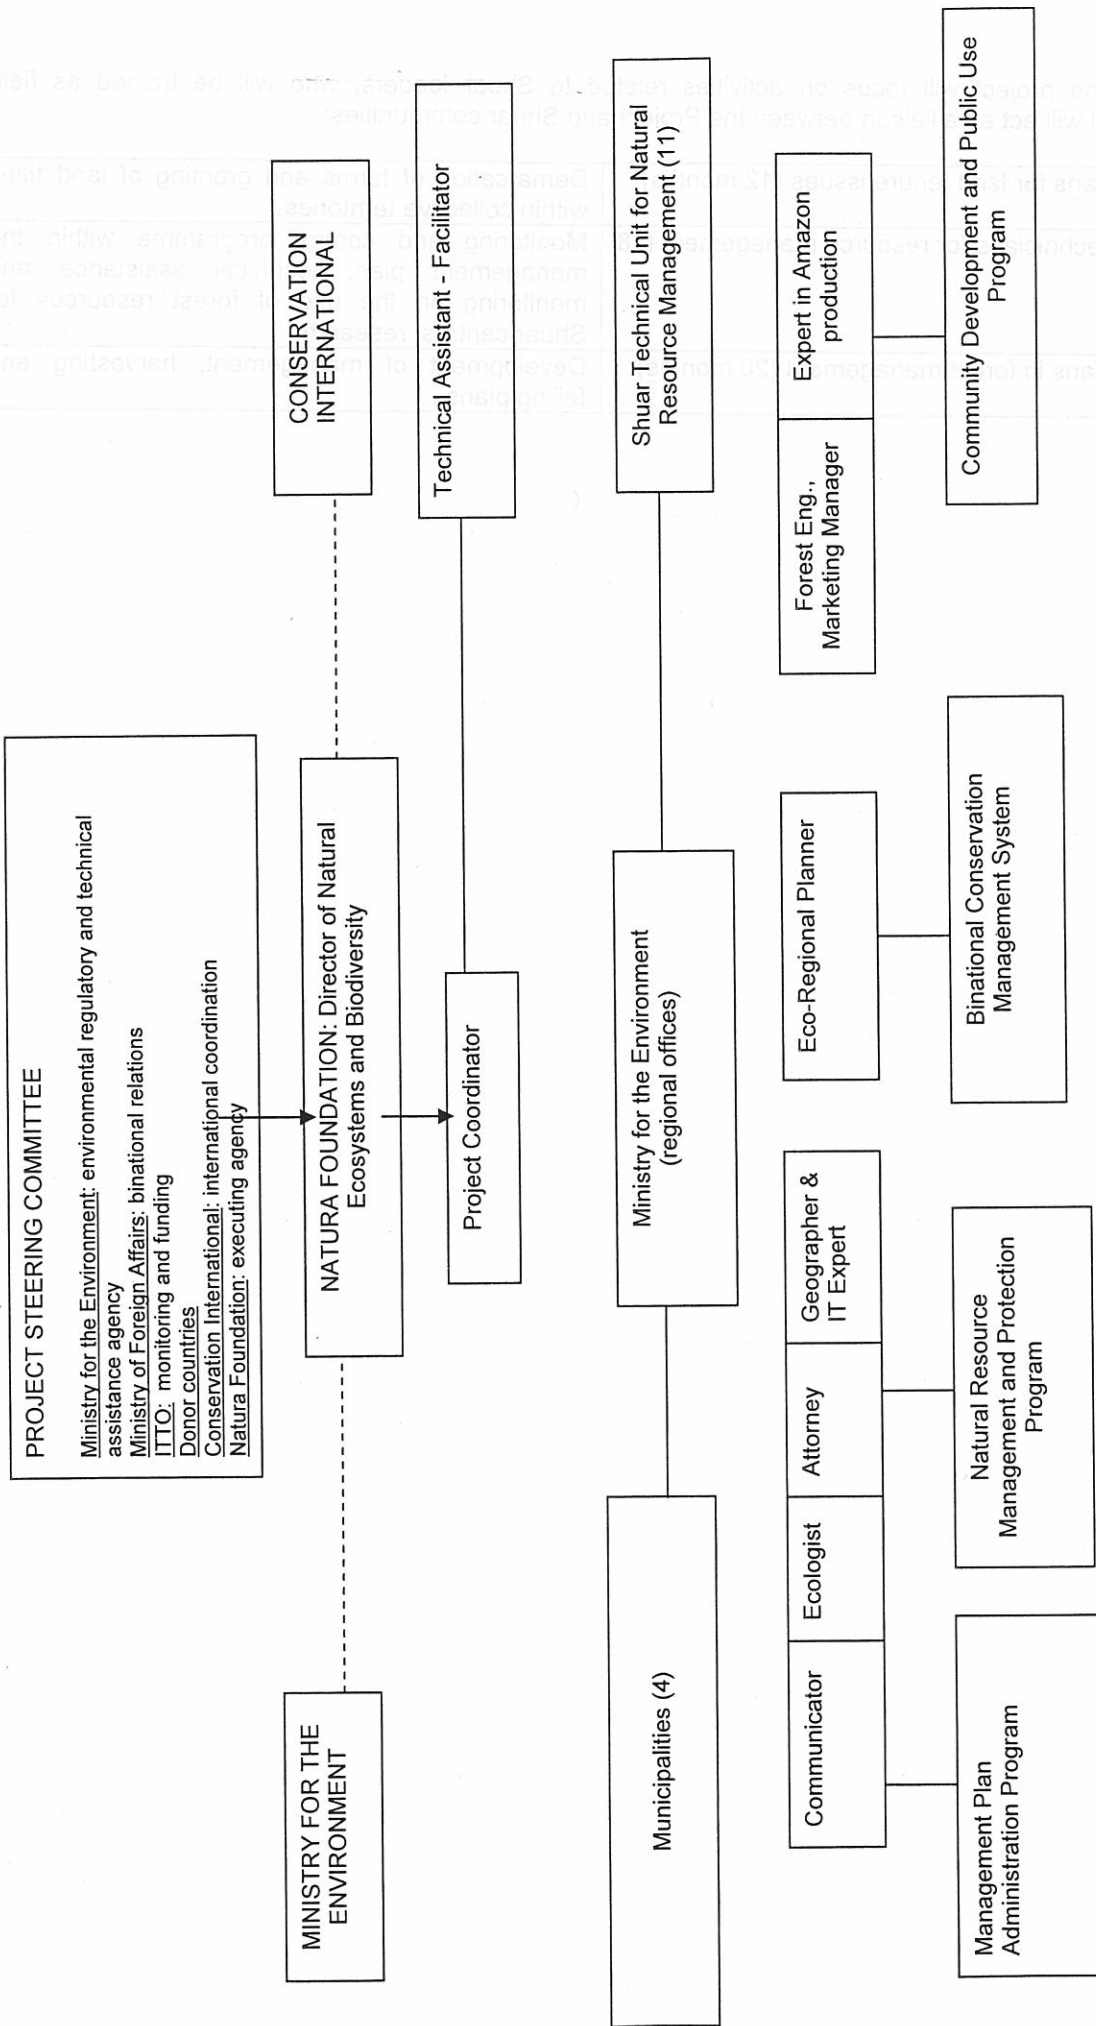 PROJECT STEERING COMMITTEE
Ministry for the Environment: environmental regulatory and technical
assistance agency
Ministry of Foreign Affairs: binational relations
ITTO: monitoring and funding
Donor countries
Conservation International: international coordination
Natura Foundation: executing agency
MINISTRY FOR THE
ENVIRONMENT
NATURA FOUNDATION: Director of Natural
Ecosystems and Biodiversity
CONSERVATION
INTERNATIONAL
Project Coordinator
Technical Assistant - Facilitator
Municipalities (4)
Ministry for the Environment
(regional offices)
Shuar Technical Unit for Natural
Resource Management (11)
Communicator
Ecologist
Attorney
Geographer &
IT Expert
Eco-Regional Planner
Forest Eng.,
Marketing Manager
Expert in Amazon
production
Management Plan
Administration Program
Natural Resource
Management and Protection
Program
Binational Conservation
Management System
Community Development and Public Use
Program